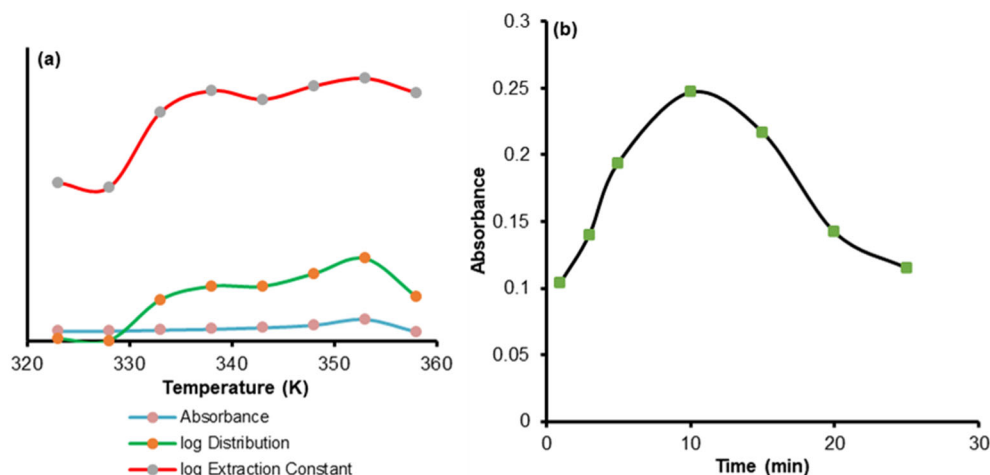 (a)
320 330 340 350 360
Temperature (K)
Absorbance
log Distribution
log Extraction Constant
(b)
0.3
0.25
0.2
0.15
0.1
0.05
0
Absorbance
0 10 20 30
Time (min)